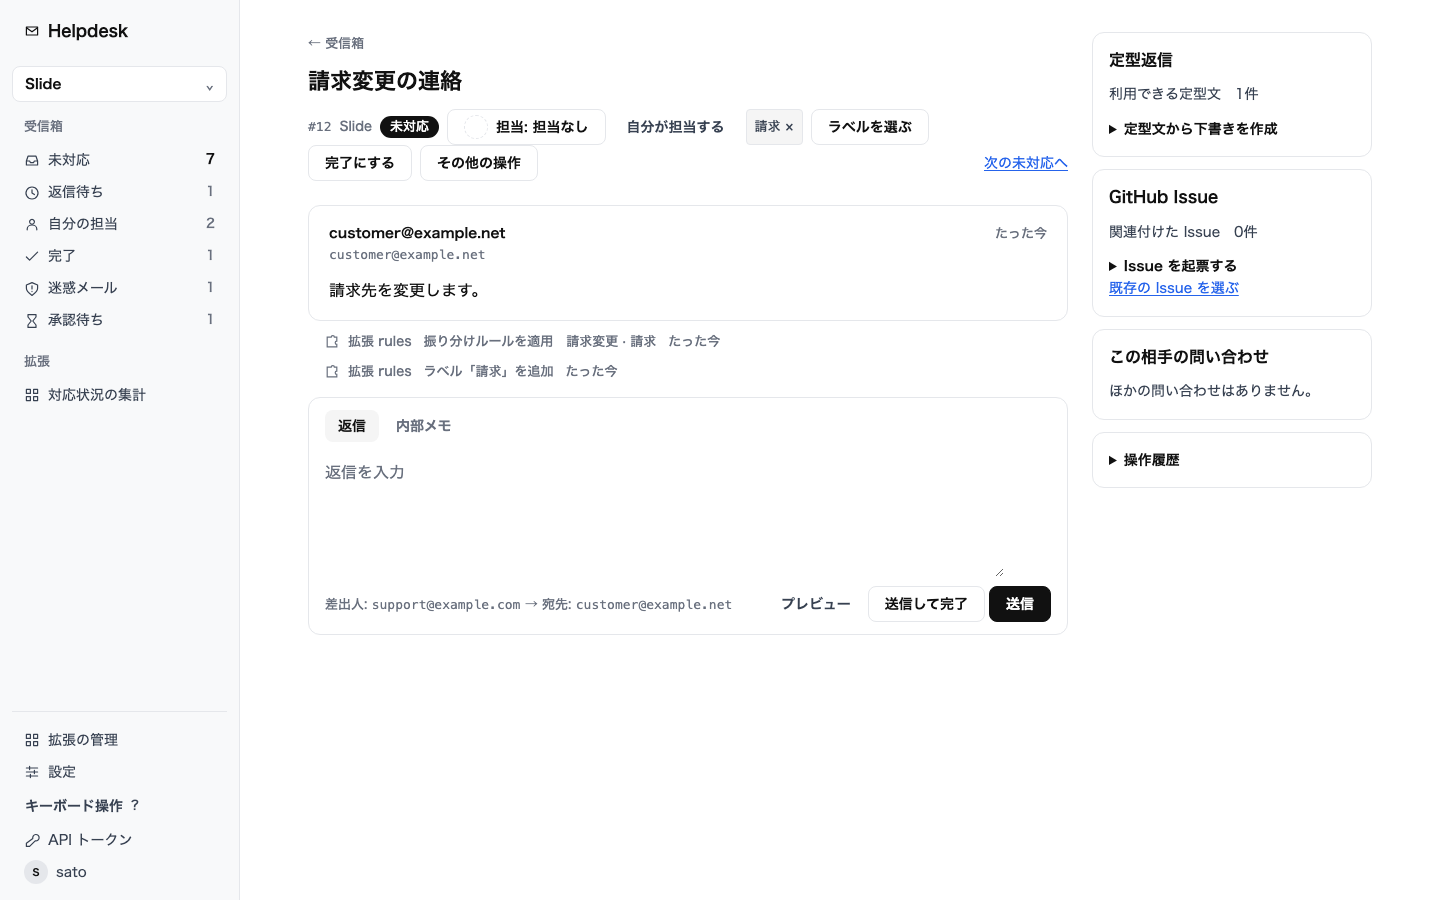 Helpdesk
Slide
受信箱
未対応 7
返信待ち 1
自分の担当 2
完了 1
迷惑メール 1
承認待ち 1
拡張
対応状況の集計
拡張の管理
設定
キーボード操作 ?
API トークン
S sato
← 受信箱
請求変更の連絡
#12 Slide 未対応 担当: 担当なし 自分が担当する 請求 × ラベルを選ぶ
完了にする その他の操作 次の未対応へ
customer@example.net たった今
customer@example.net
請求先を変更します。
拡張 rules 振り分けルールを適用 請求変更 · 請求 たった今
拡張 rules ラベル「請求」を追加 たった今
返信 内部メモ
返信を入力
差出人: support@example.com → 宛先: customer@example.net プレビュー 送信して完了 送信
定型返信
利用できる定型文 1件
▶ 定型文から下書きを作成
GitHub Issue
関連付けた Issue 0件
▶ Issue を起票する
既存の Issue を選ぶ
この相手の問い合わせ
ほかの問い合わせはありません。
▶ 操作履歴